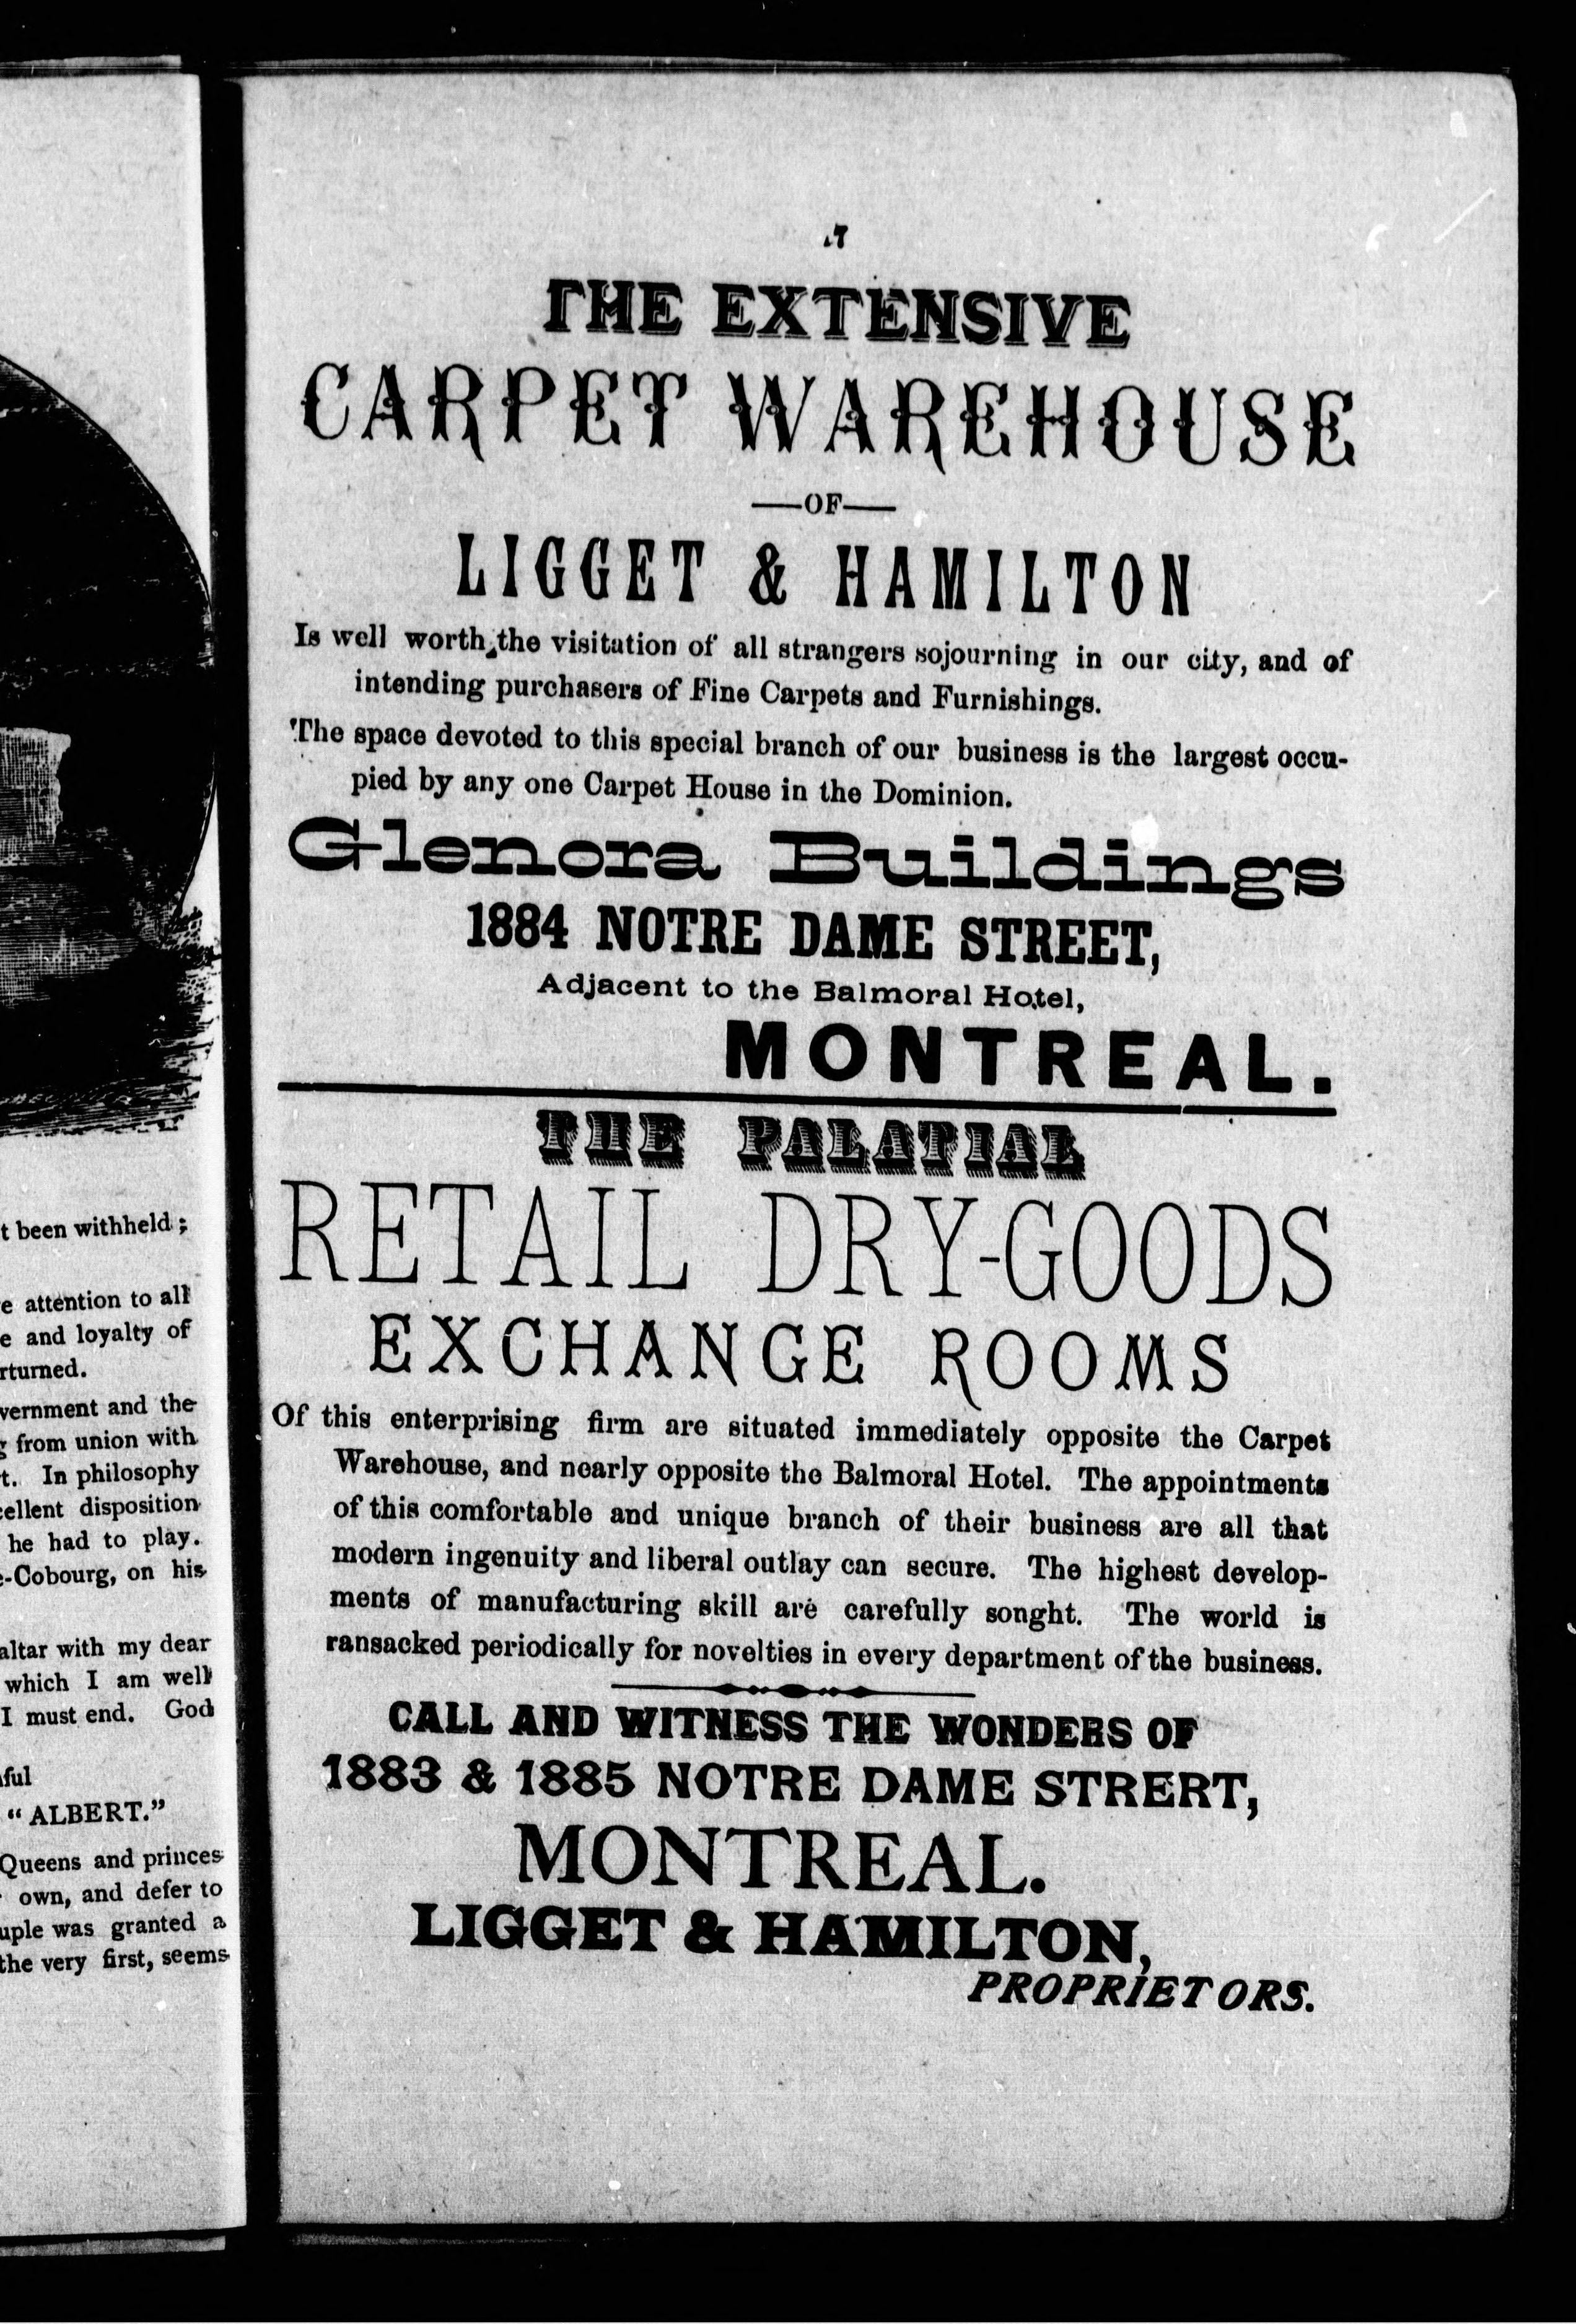 t been withheld ;
e attention to all
e and loyalty of
rturned.
vernment and the
from union with
t. In philosophy
cellent disposition
he had to play.
e-Cobourg, on his
altar with my dear
which I am well
I must end. God
ful
"ALBERT."
Queens and princes
own, and defer to
uple was granted a
the very first, seems
THE EXTENSIVE
CARPET WAREHOUSE
—OF—
LIGGET & HAMILTON
Is well worth the visitation of all strangers sojourning in our city, and of
intending purchasers of Fine Carpets and Furnishings.
The space devoted to this special branch of our business is the largest occu-
pied by any one Carpet House in the Dominion.
Glenora Buildings
1884 NOTRE DAME STREET,
Adjacent to the Balmoral Hotel,
MONTREAL.
THE PALATIAL
RETAIL DRY-GOODS
EXCHANGE ROOMS
Of this enterprising firm are situated immediately opposite the Carpet
Warehouse, and nearly opposite the Balmoral Hotel. The appointments
of this comfortable and unique branch of their business are all that
modern ingenuity and liberal outlay can secure. The highest develop-
ments of manufacturing skill are carefully songht. The world is
ransacked periodically for novelties in every department of the business.
CALL AND WITNESS THE WONDERS OF
1883 & 1885 NOTRE DAME STRERT,
MONTREAL.
LIGGET & HAMILTON,
PROPRIETORS.